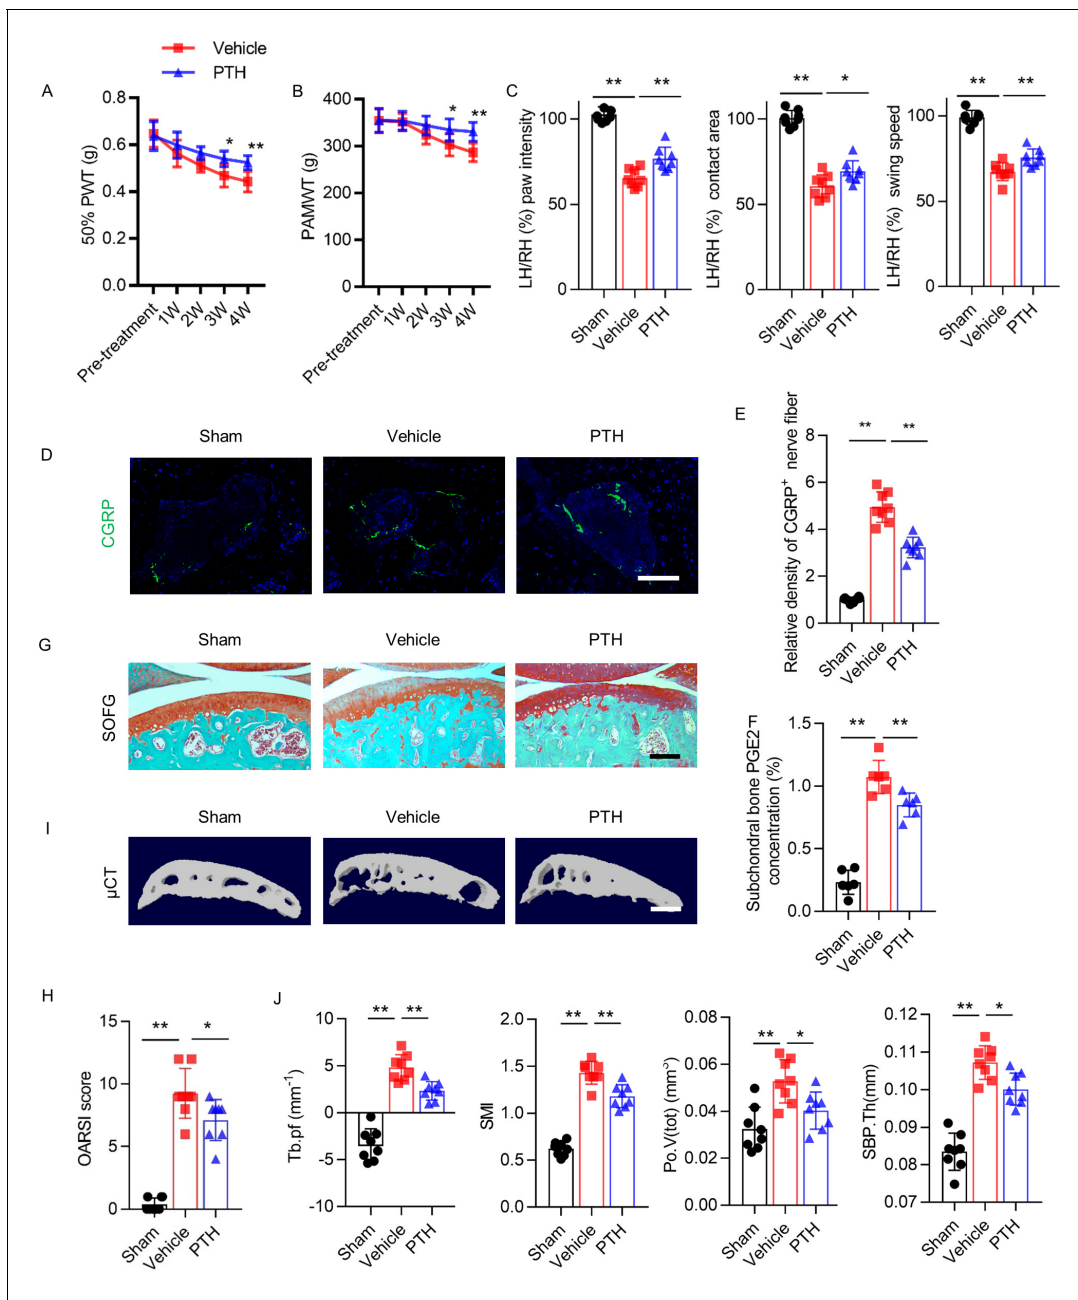 Vehicle
PTH
A
50% PWT (g)
0.8
0.6
0.4
0.2
0.0
Pre-treatment
1W
2W
3W
4W
*
**
B
PAMVT (g)
400
300
200
100
0
Pre-treatment
1W
2W
3W
4W
*
**
C
LH/RH (%) paw intensity
100
50
0
** **
Sham
Vehicle
PTH
LH/RH (%) contact area
100
50
0
** *
Sham
Vehicle
PTH
LH/RH (%) swing speed
100
50
0
** **
Sham
Vehicle
PTH
D
Sham
Vehicle
PTH
CGRP
E
Relative density of CGRP+ nerve fiber
8
6
4
2
0
** **
Sham
Vehicle
PTH
G
Sham
Vehicle
PTH
SOFG
F
Subchondral bone PGE2
concentration (%)
1.5
1.0
0.5
0.0
** **
Sham
Vehicle
PTH
I
Sham
Vehicle
PTH
μCT
H
OARSI score
15
10
5
0
** *
Sham
Vehicle
PTH
J
Tb.pf (mm-1)
10
5
0
-5
-10
** **
Sham
Vehicle
PTH
SMI
2.0
1.5
1.0
0.5
0.0
** **
Sham
Vehicle
PTH
Po.V(tot) (mm3)
0.08
0.06
0.04
0.02
0.00
** *
Sham
Vehicle
PTH
SBP.Th(mm)
0.12
0.11
0.10
0.09
0.08
0.07
** *
Sham
Vehicle
PTH